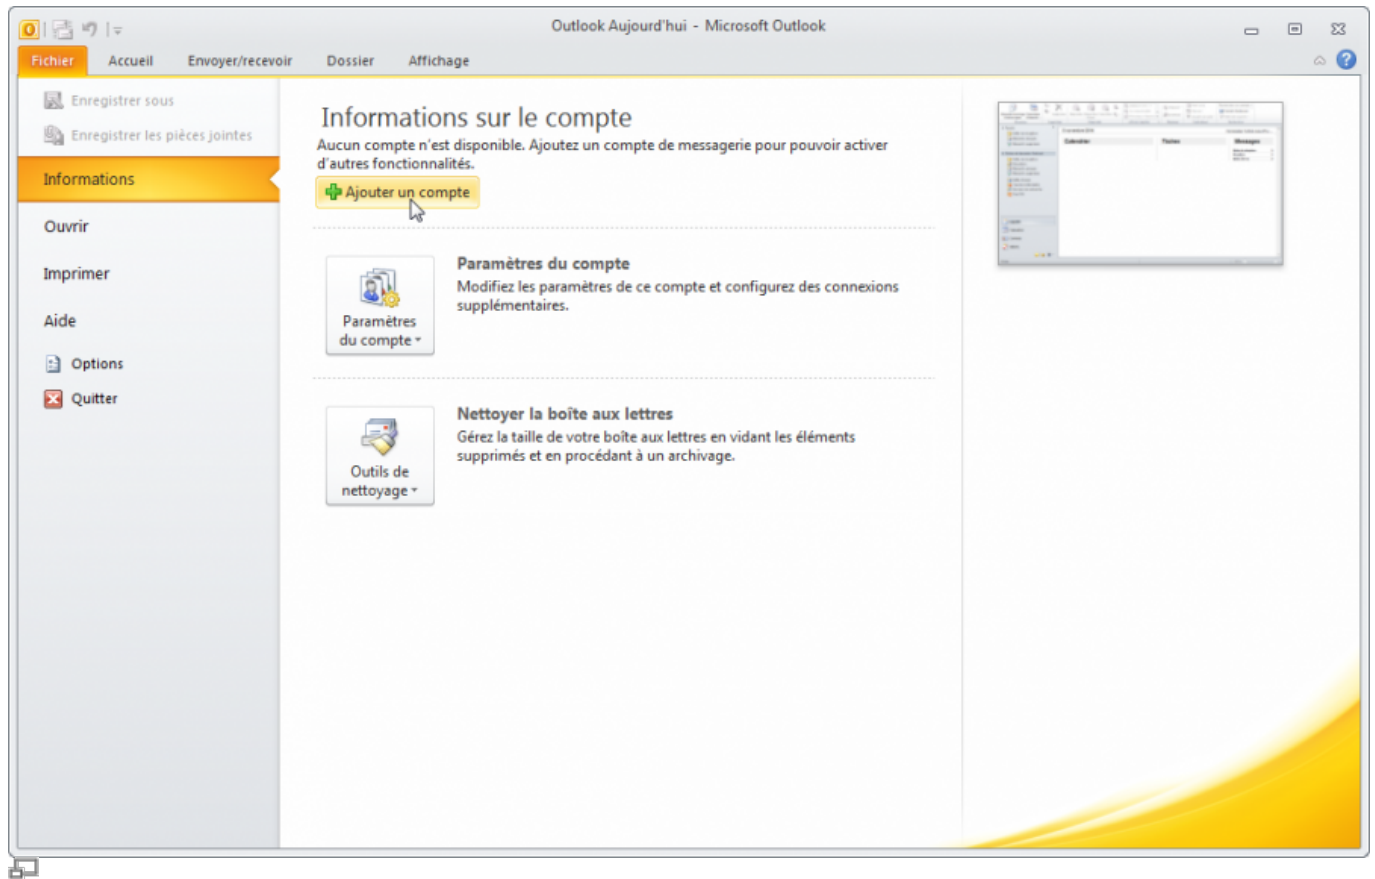 Outlook Aujourd'hui - Microsoft Outlook
Fichier Accueil Envoyer/recevoir Dossier Affichage
Enregistrer sous
Enregistrer les pièces jointes
Informations
Ouvrir
Imprimer
Aide
Options
Quitter
Informations sur le compte
Aucun compte n'est disponible. Ajoutez un compte de messagerie pour pouvoir activer
d'autres fonctionnalités.
Ajouter un compte
Paramètres
du compte
Paramètres du compte
Modifiez les paramètres de ce compte et configurez des connexions
supplémentaires.
Outils de
nettoyage
Nettoyer la boîte aux lettres
Gérez la taille de votre boîte aux lettres en vidant les éléments
supprimés et en procédant à un archivage.
Calendrier Messages